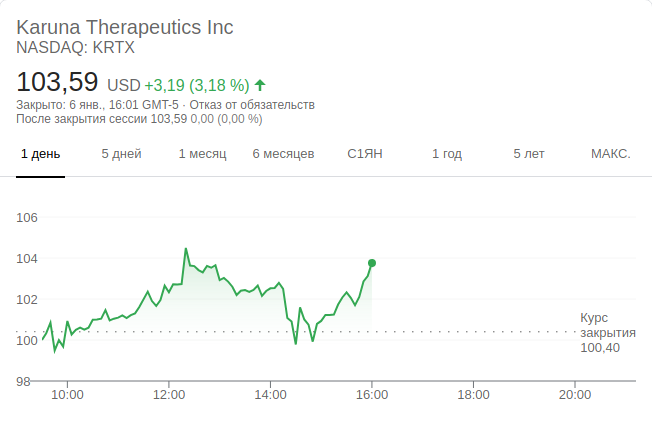 Karuna Therapeutics Inc
NASDAQ: KRTX
103,59 USD +3,19 (3,18 %)
Закрыто: 6 янв., 16:01 GMT-5 · Отказ от обязательств
После закрытия сессии 103,59 0,00 (0,00 %)
1 день 5 дней 1 месяц 6 месяцев С1ЯН 1 год 5 лет МАКС.
106
104
102
100
98
Курс
закрытия
100,40
10:00 12:00 14:00 16:00 18:00 20:00